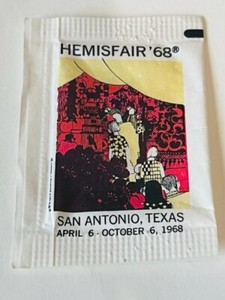 HEMISFAIR '68®
SAN ANTONIO, TEXAS
APRIL 6 - OCTOBER 6, 1968